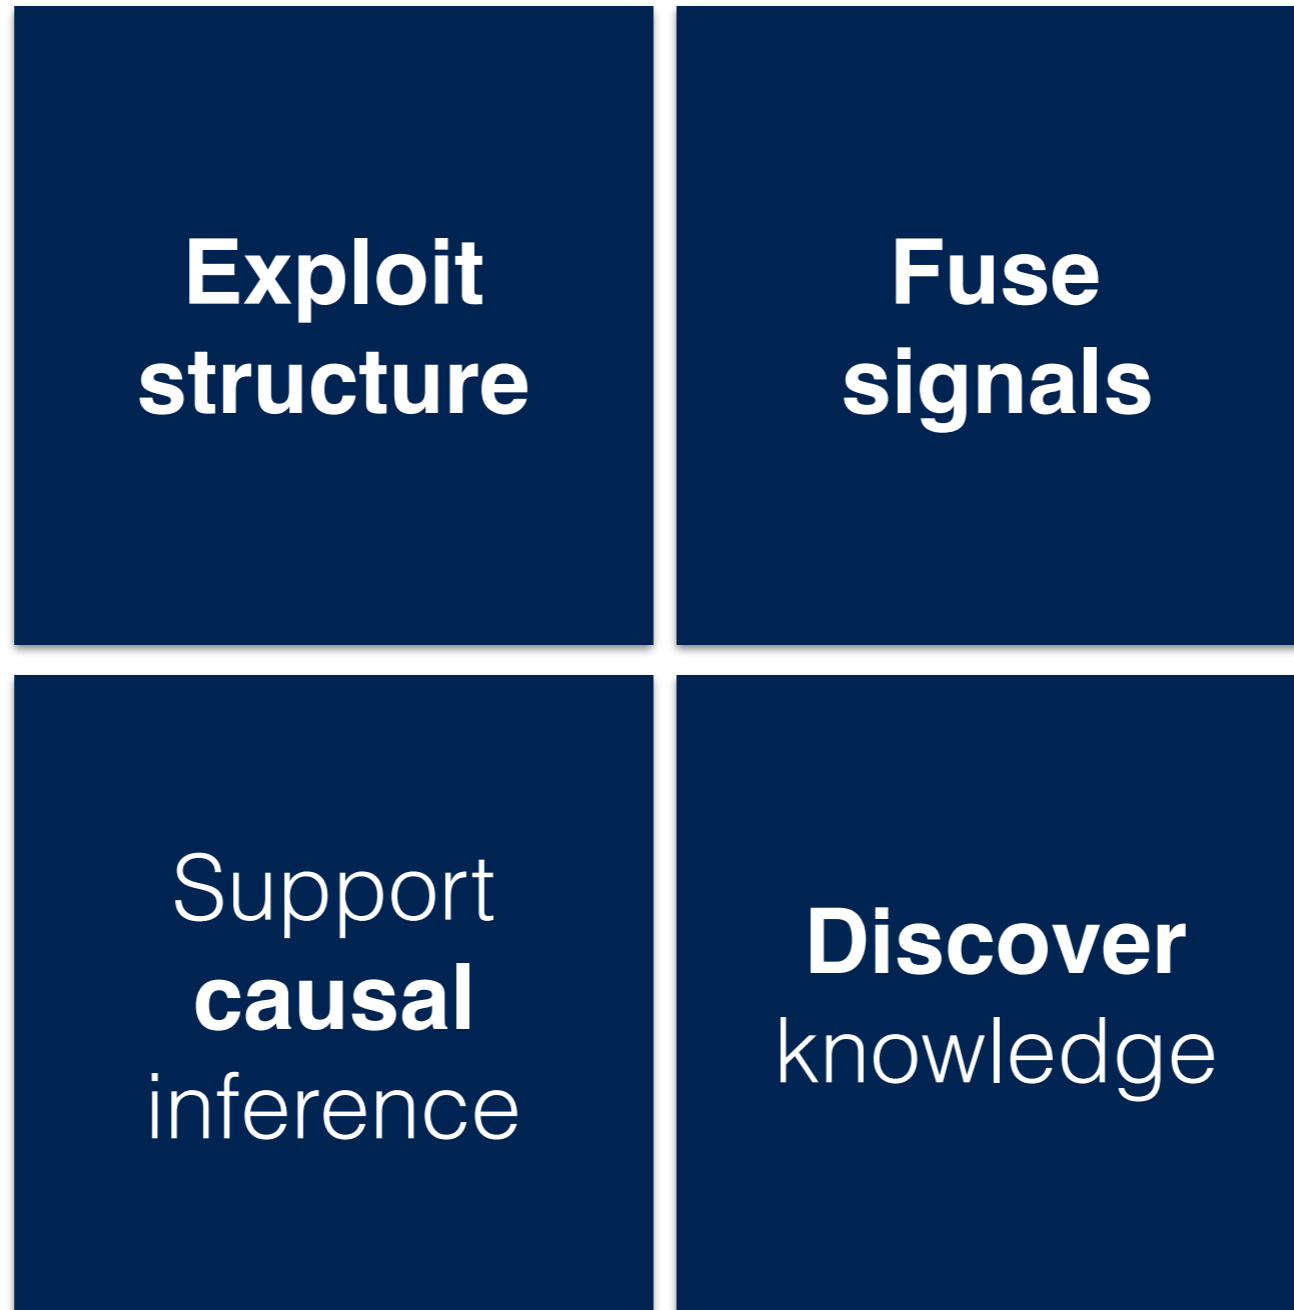 Exploit
structure
Fuse
signals
Support
causal
inference
Discover
knowledge